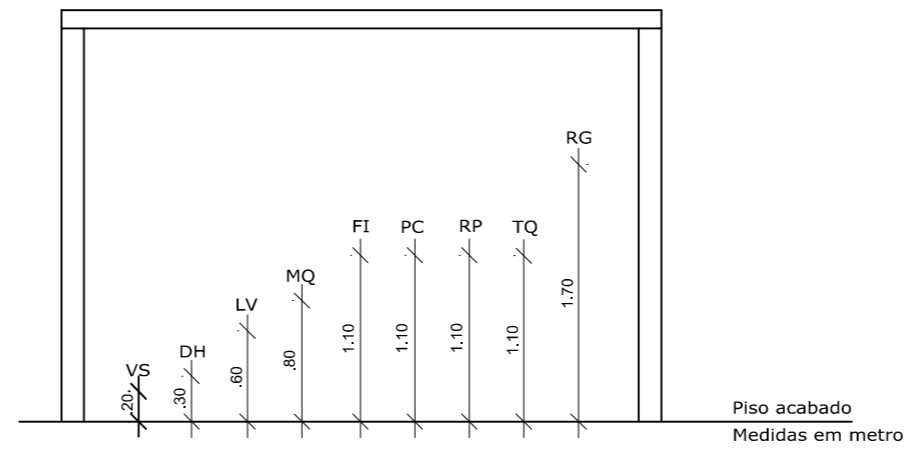 RG
FI PC RP TQ
MQ
LV
DH
VS
.20
.30
.60
.80
1.10
1.10
1.10
1.10
1.70
Piso acabado
Medidas em metro